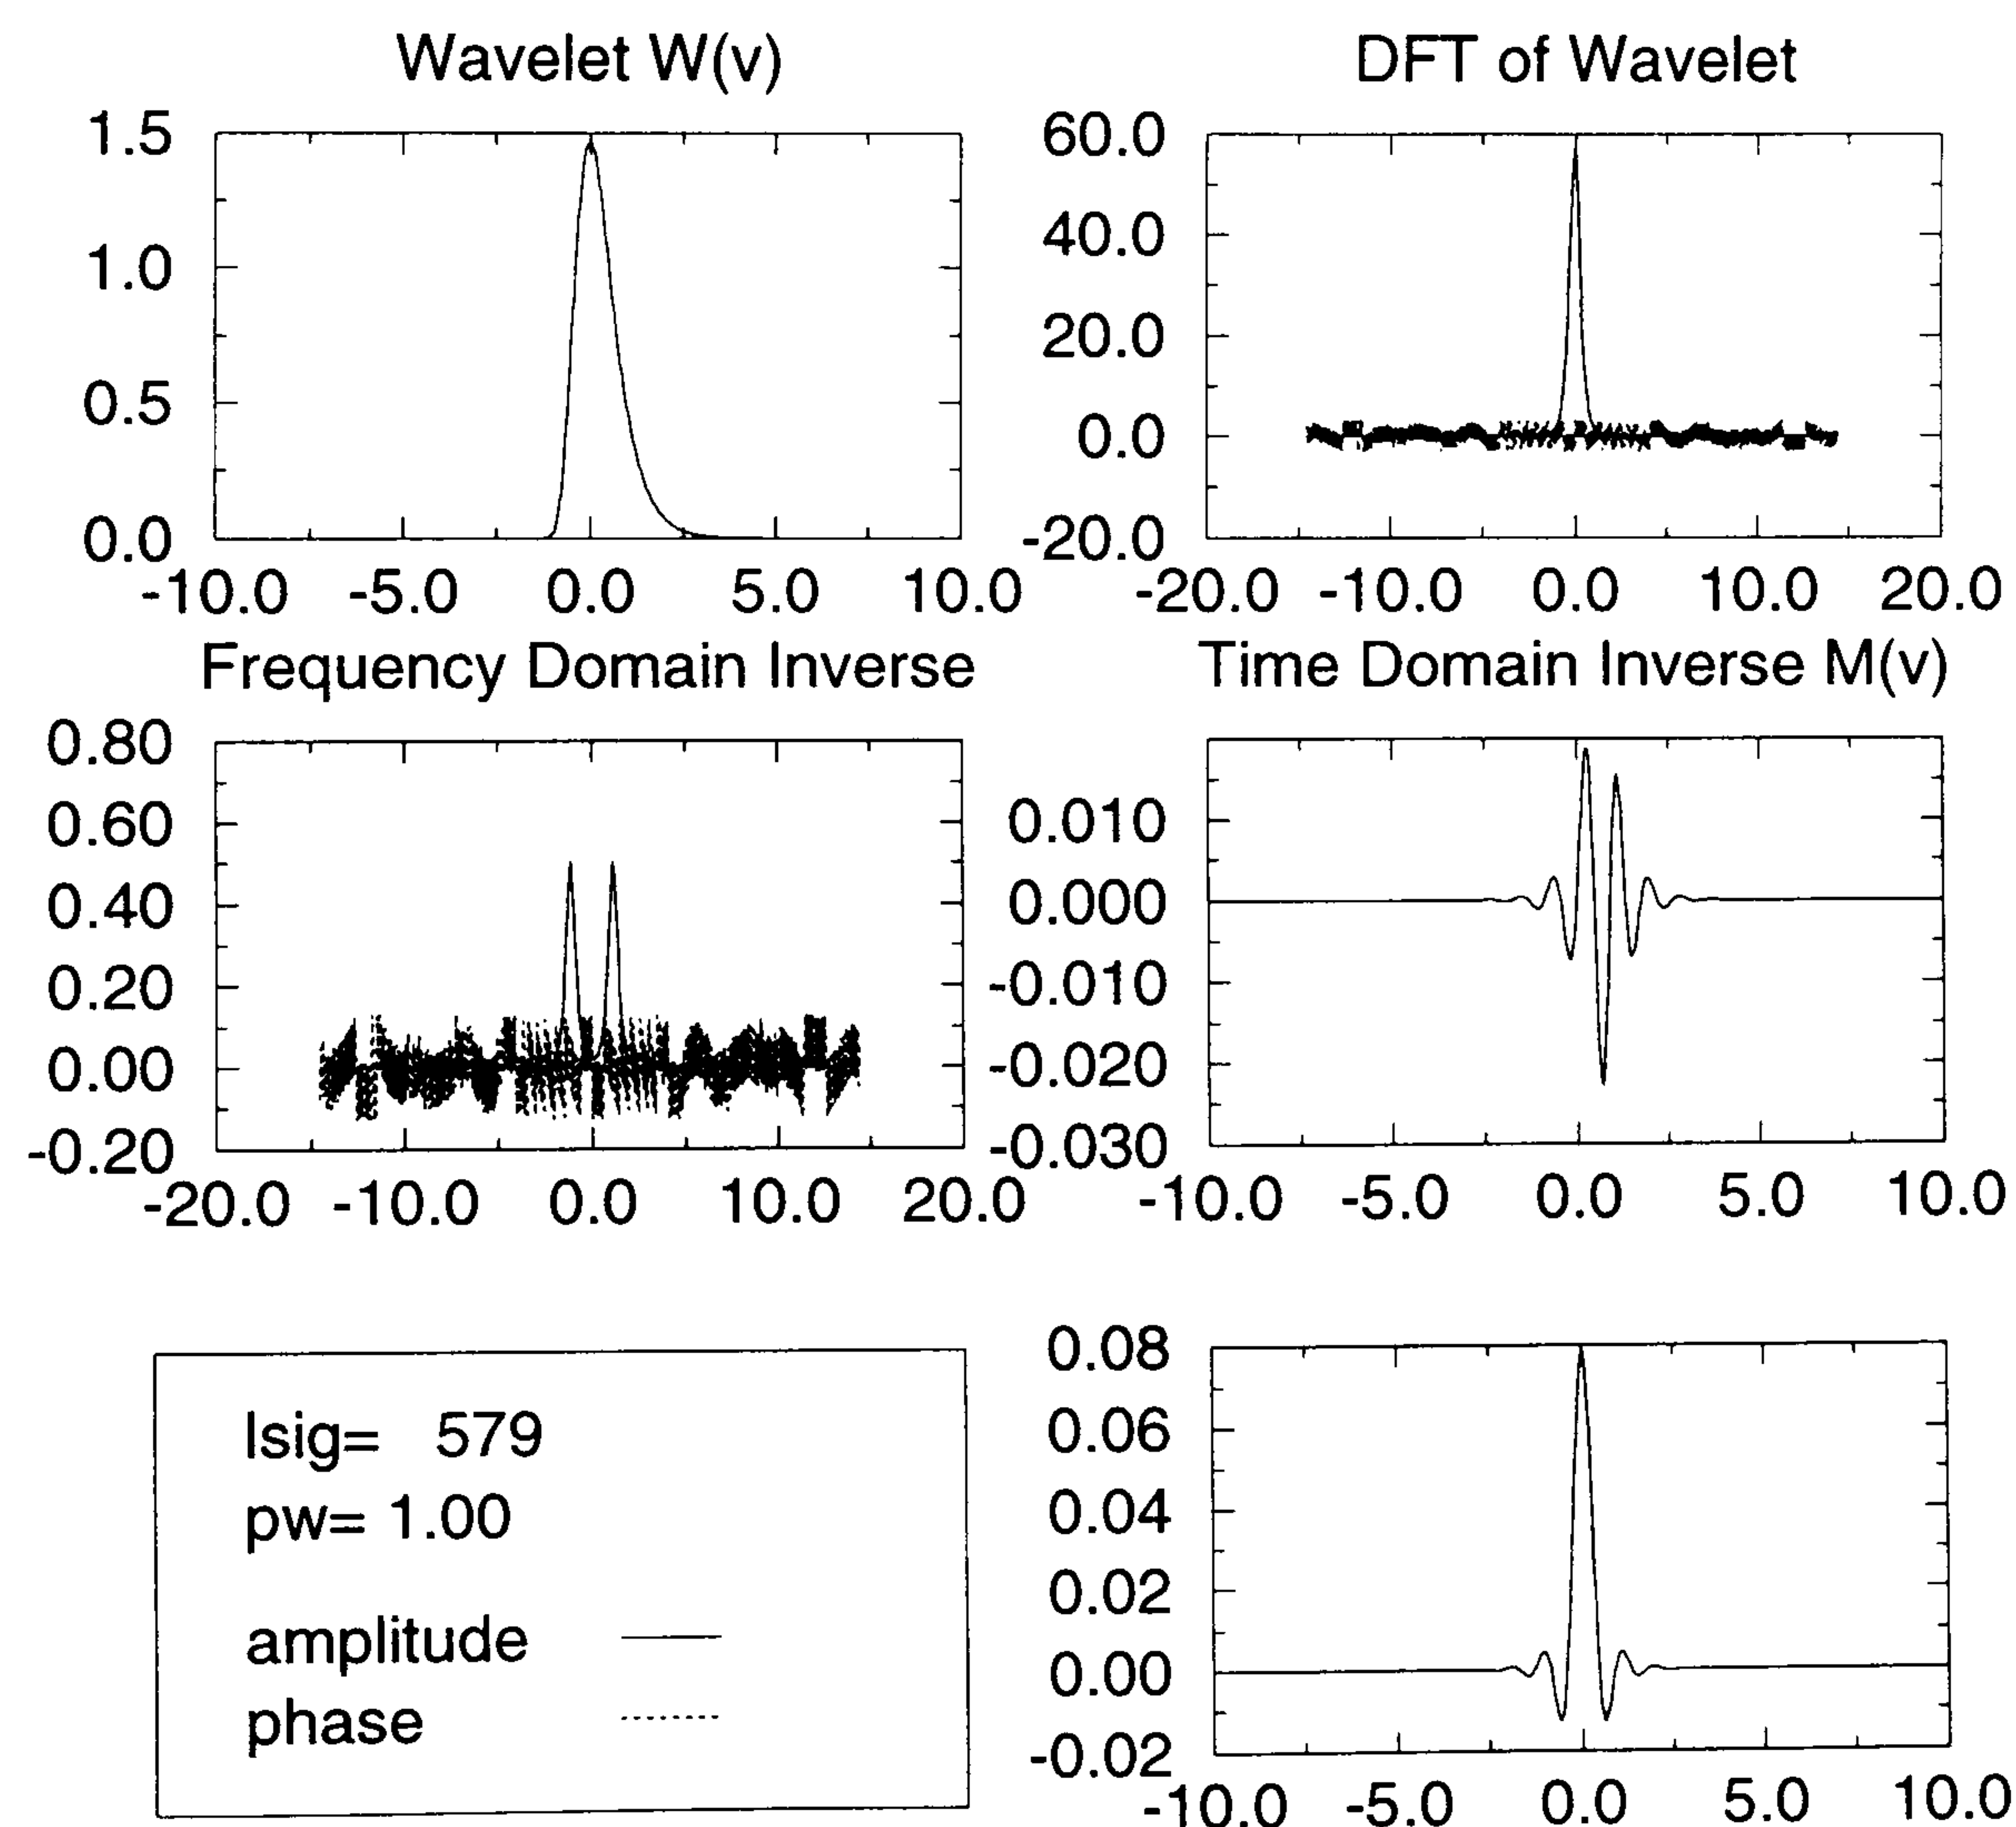 Wavelet W(v)
1.5
1.0
0.5
0.0
-10.0 -5.0 0.0 5.0 10.0
DFT of Wavelet
60.0
40.0
20.0
0.0
-20.0
-20.0 -10.0 0.0 10.0 20.0
Frequency Domain Inverse
0.80
0.60
0.40
0.20
0.00
-0.20
-20.0 -10.0 0.0 10.0 20.0
Time Domain Inverse M(v)
0.010
0.000
-0.010
-0.020
-0.030
-10.0 -5.0 0.0 5.0 10.0
lsig= 579
pw= 1.00
amplitude
phase
0.08
0.06
0.04
0.02
0.00
-0.02
-10.0 -5.0 0.0 5.0 10.0